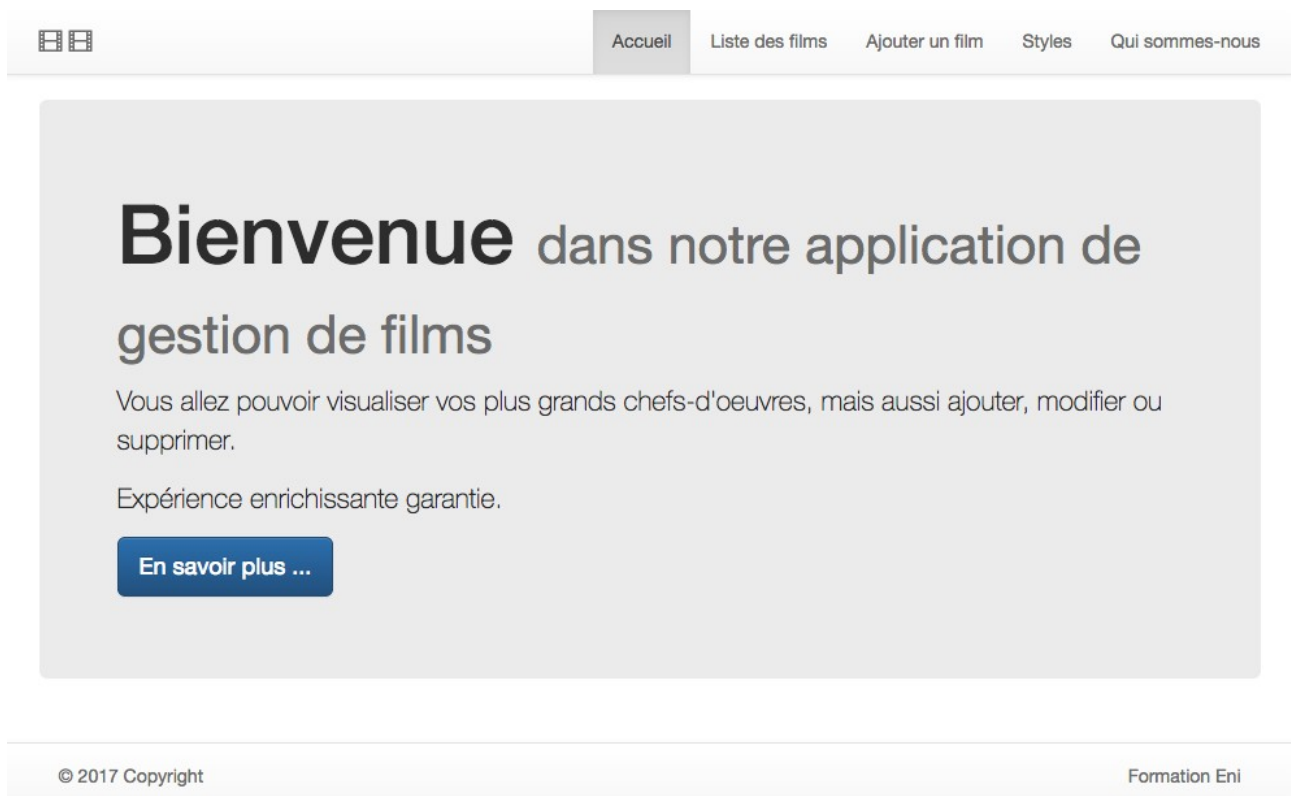 Accueil Liste des films Ajouter un film Styles Qui sommes-nous
Bienvenue dans notre application de
gestion de films
Vous allez pouvoir visualiser vos plus grands chefs-d'oeuvres, mais aussi ajouter, modifier ou
supprimer.
Expérience enrichissante garantie.
En savoir plus ...
© 2017 Copyright Formation Eni